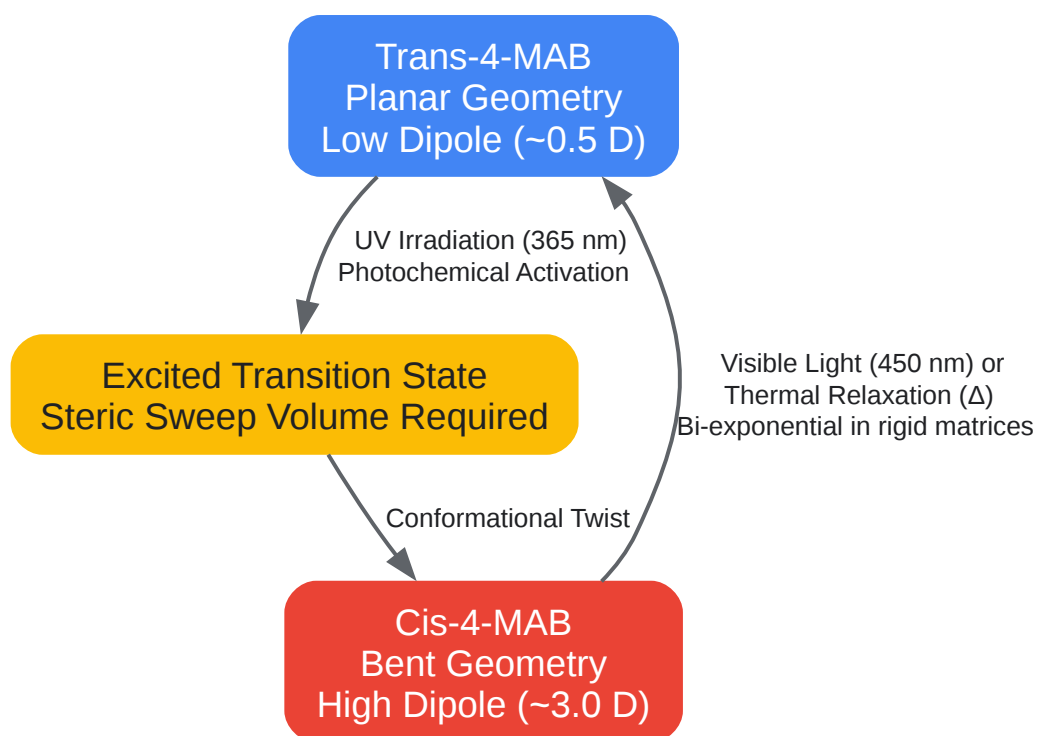 Trans-4-MAB
Planar Geometry
Low Dipole (~0.5 D)
UV Irradiation (365 nm)
Photochemical Activation
Excited Transition State
Steric Sweep Volume Required
Visible Light (450 nm) or
Thermal Relaxation (Δ)
Bi-exponential in rigid matrices
Conformational Twist
Cis-4-MAB
Bent Geometry
High Dipole (~3.0 D)